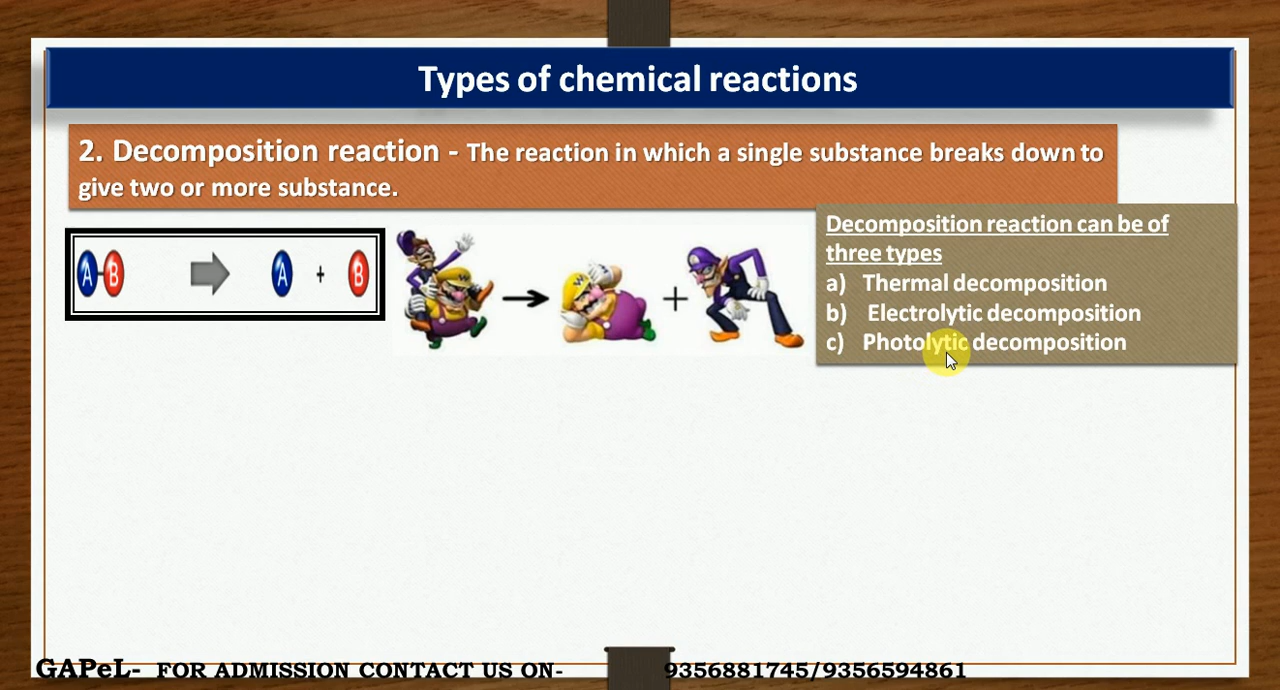 Types of chemical reactions
2. Decomposition reaction - The reaction in which a single substance breaks down to
give two or more substance.
A-B A + B
+
Decomposition reaction can be of
three types
a) Thermal decomposition
b) Electrolytic decomposition
c) Photolytic decomposition
GAPeL- FOR ADMISSION CONTACT US ON- 9356881745/9356594861